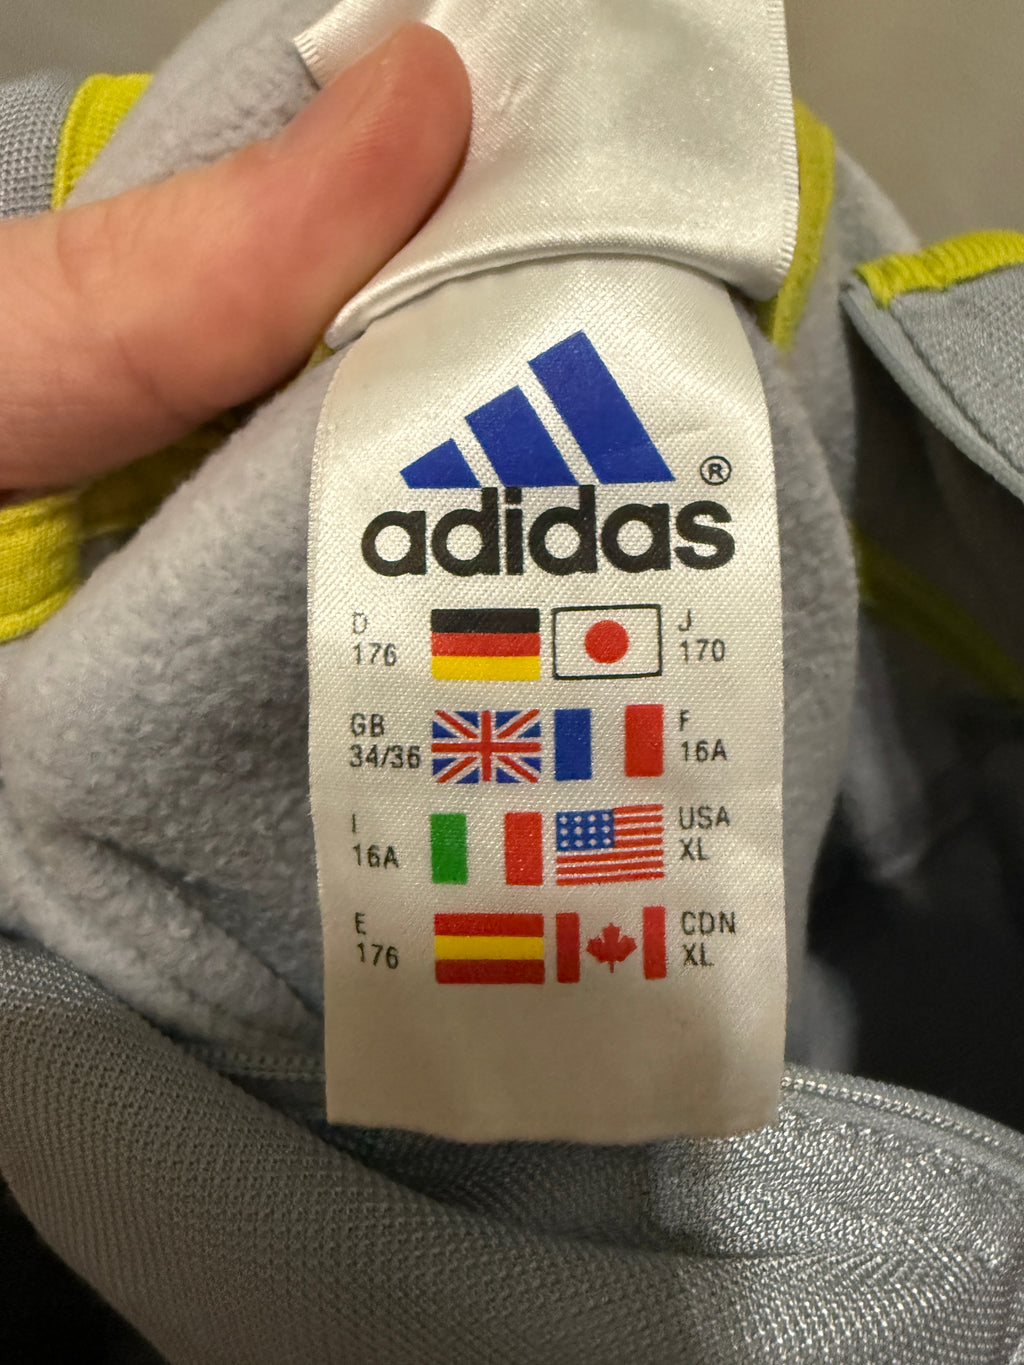 adidas ®
D
176
J
170
GB
34/36
F
16A
I
16A
USA
XL
E
176
CDN
XL